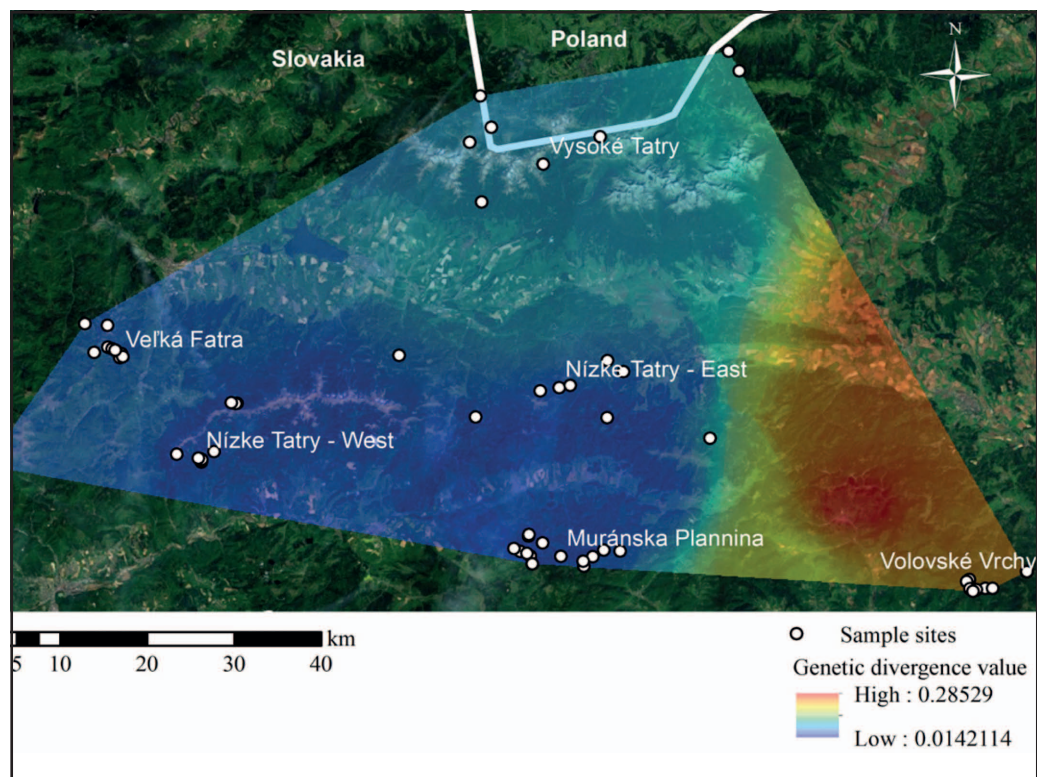 Slovakia
Poland
N
Vysoké Tatry
Veľká Fatra
Nízke Tatry - East
Nízke Tatry - West
Muránska Plannina
Volovské Vrchy
km
5 10 20 30 40
Sample sites
Genetic divergence value
High : 0.28529
Low : 0.0142114